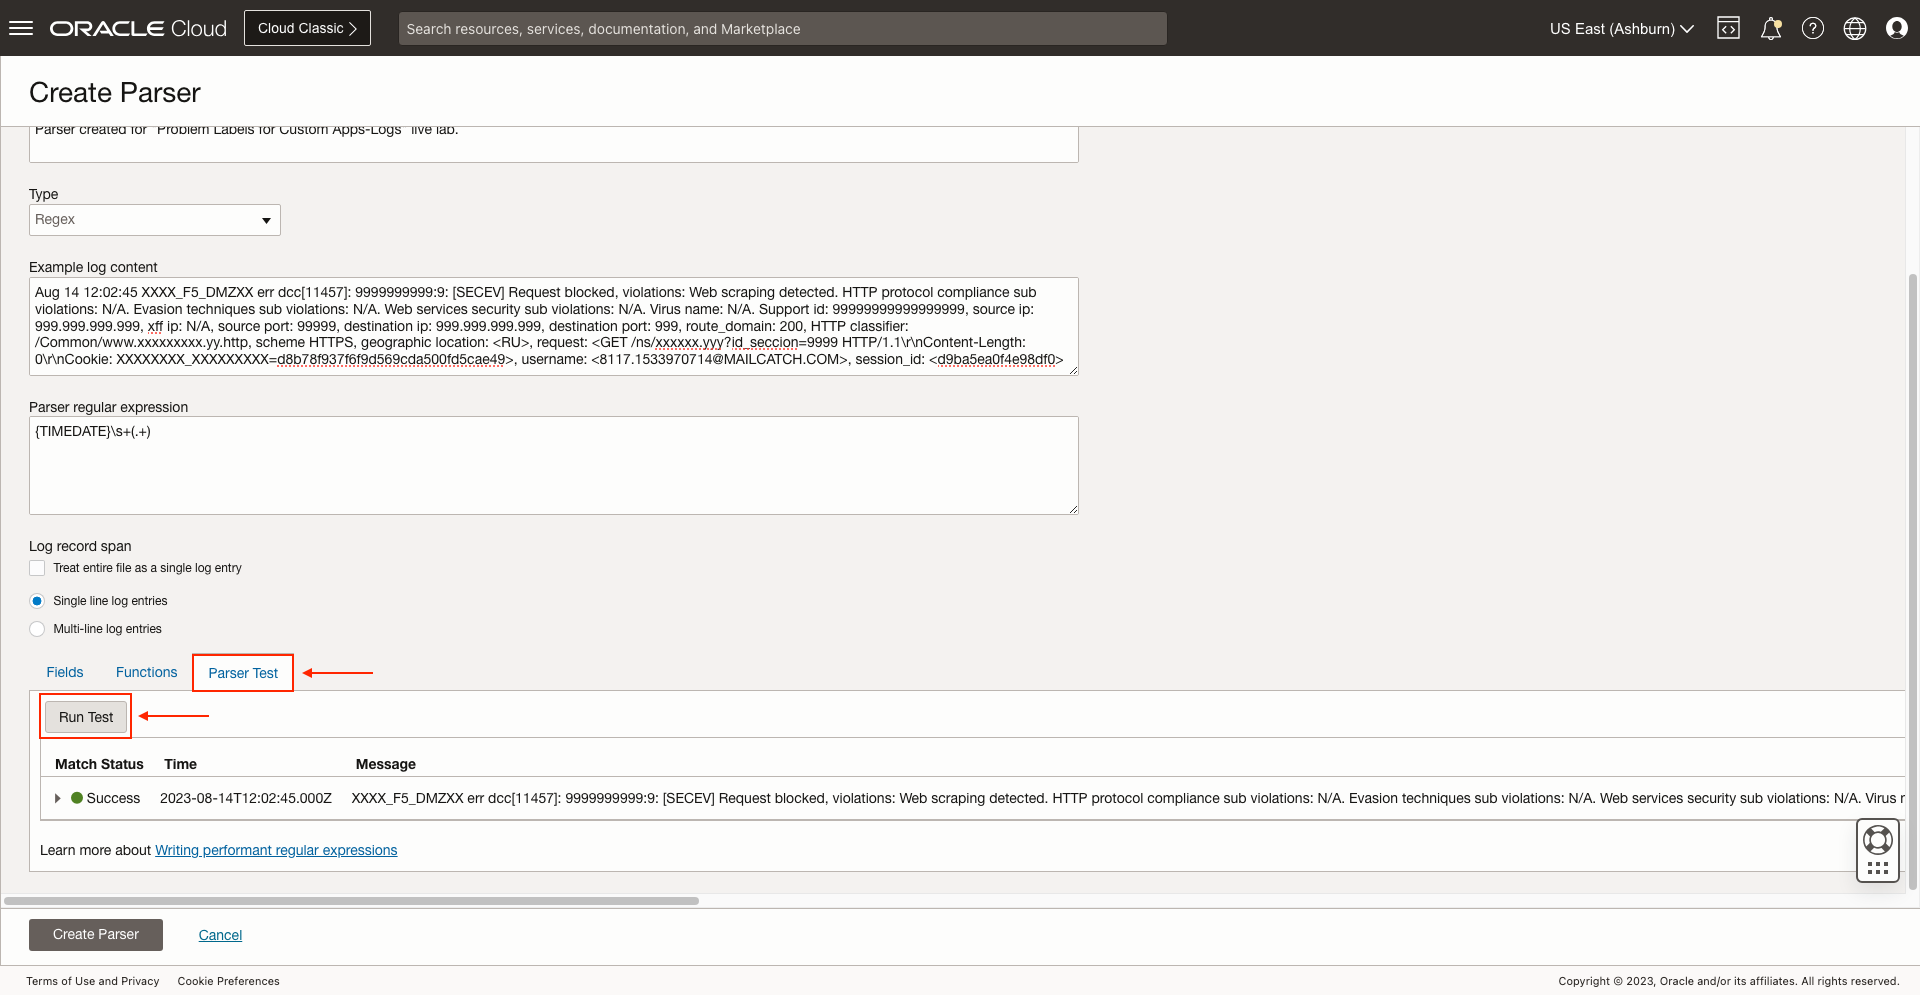 ORACLE Cloud
Cloud Classic
Search resources, services, documentation, and Marketplace
US East (Ashburn)
Create Parser
Parser created for "Problem Labels for Custom Apps-Logs" live lab.
Type
Regex
Example log content
Aug 14 12:02:45 XXXX_F5_DMZXX err dcc[11457]: 9999999999:9: [SECEV] Request blocked, violations: Web scraping detected. HTTP protocol compliance sub
violations: N/A. Evasion techniques sub violations: N/A. Web services security sub violations: N/A. Virus name: N/A. Support id: 99999999999999999, source ip:
999.999.999.999, xff ip: N/A, source port: 99999, destination ip: 999.999.999.999, destination port: 999, route_domain: 200, HTTP classifier:
/Common/www.xxxxxxxxx.yy.http, scheme HTTPS, geographic location: <RU>, request: <GET /ns/xxxxxx.yyy?id_seccion=9999 HTTP/1.1\r\nContent-Length:
0\r\nCookie: XXXXXXXX_XXXXXXXXX=d8b78f937f6f9d569cda500fd5cae49>, username: <8117.1533970714@MAILCATCH.COM>, session_id: <d9ba5ea0f4e98df0>
Parser regular expression
{TIMEDATE}\s+(.+)
Log record span
Treat entire file as a single log entry
Single line log entries
Multi-line log entries
Fields Functions Parser Test
Run Test
Match Status Time Message
Success 2023-08-14T12:02:45.000Z XXXX_F5_DMZXX err dcc[11457]: 9999999999:9: [SECEV] Request blocked, violations: Web scraping detected. HTTP protocol compliance sub violations: N/A. Evasion techniques sub violations: N/A. Web services security sub violations: N/A. Virus
Learn more about Writing performant regular expressions
Create Parser Cancel
Terms of Use and Privacy Cookie Preferences
Copyright © 2023, Oracle and/or its affiliates. All rights reserved.